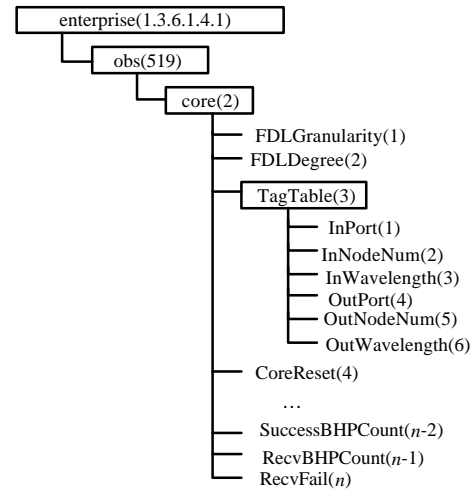 enterprise(1.3.6.1.4.1)
obs(519)
core(2)
FDLGranularity(1)
FDLDegree(2)
TagTable(3)
InPort(1)
InNodeNum(2)
InWavelength(3)
OutPort(4)
OutNodeNum(5)
OutWavelength(6)
CoreReset(4)
…
SuccessBHPCount(n-2)
RecvBHPCount(n-1)
RecvFail(n)